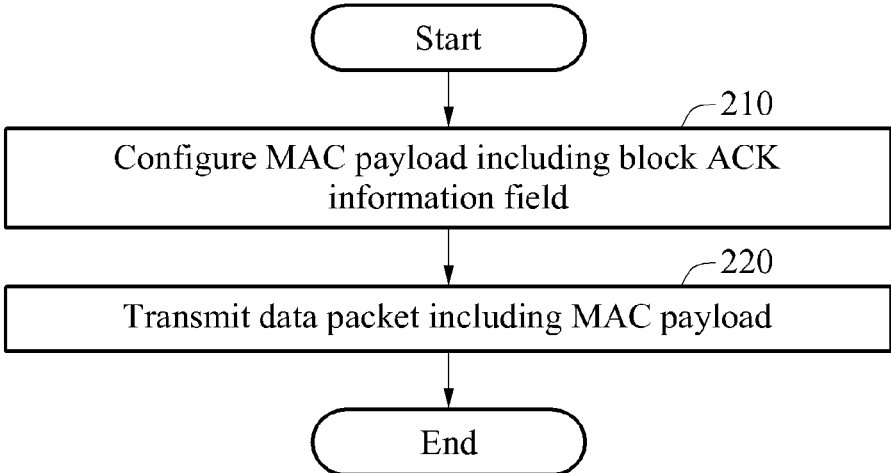 Start
210
Configure MAC payload including block ACK
information field
220
Transmit data packet including MAC payload
End